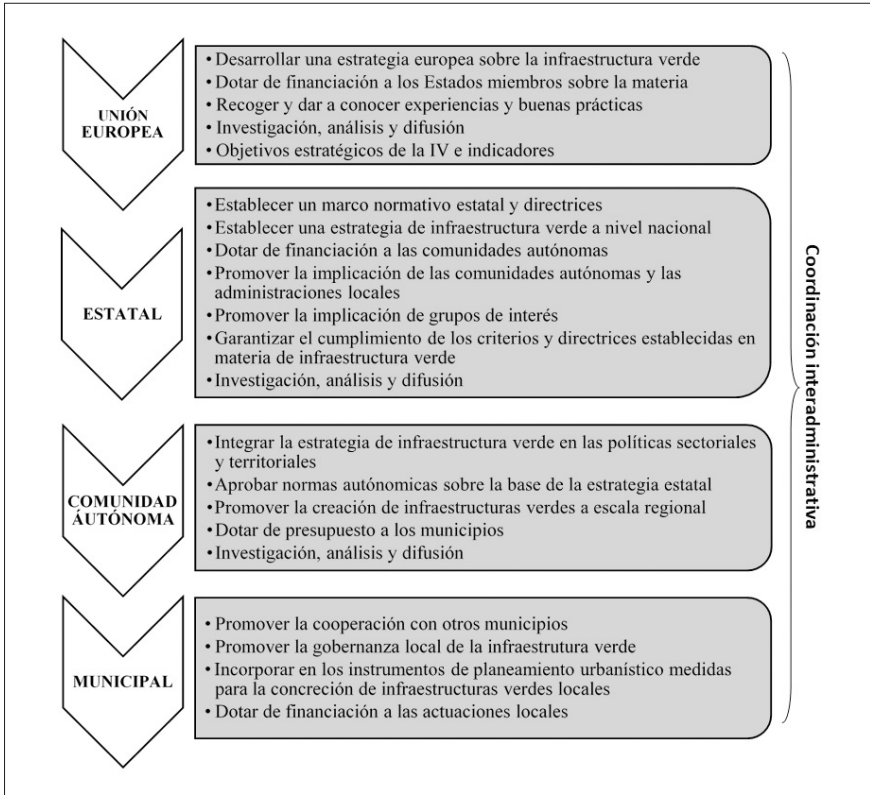 UNIÓN
EUROPEA
• Desarrollar una estrategia europea sobre la infraestructura verde
• Dotar de financiación a los Estados miembros sobre la materia
• Recoger y dar a conocer experiencias y buenas prácticas
• Investigación, análisis y difusión
• Objetivos estratégicos de la IV e indicadores
ESTATAL
• Establecer un marco normativo estatal y directrices
• Establecer una estrategia de infraestructura verde a nivel nacional
• Dotar de financiación a las comunidades autónomas
• Promover la implicación de las comunidades autónomas y las
administraciones locales
• Promover la implicación de grupos de interés
• Garantizar el cumplimiento de los criterios y directrices establecidas en
materia de infraestructura verde
• Investigación, análisis y difusión
COMUNIDAD
ÁUTÓNOMA
• Integrar la estrategia de infraestructura verde en las políticas sectoriales
y territoriales
• Aprobar normas autónomicas sobre la base de la estrategia estatal
• Promover la creación de infraestructuras verdes a escala regional
• Dotar de presupuesto a los municipios
• Investigación, análisis y difusión
MUNICIPAL
• Promover la cooperación con otros municipios
• Promover la gobernanza local de la infraestrutura verde
• Incorporar en los instrumentos de planeamiento urbanístico medidas
para la concreción de infraestructuras verdes locales
• Dotar de financiación a las actuaciones locales
Coordinación interadministrativa